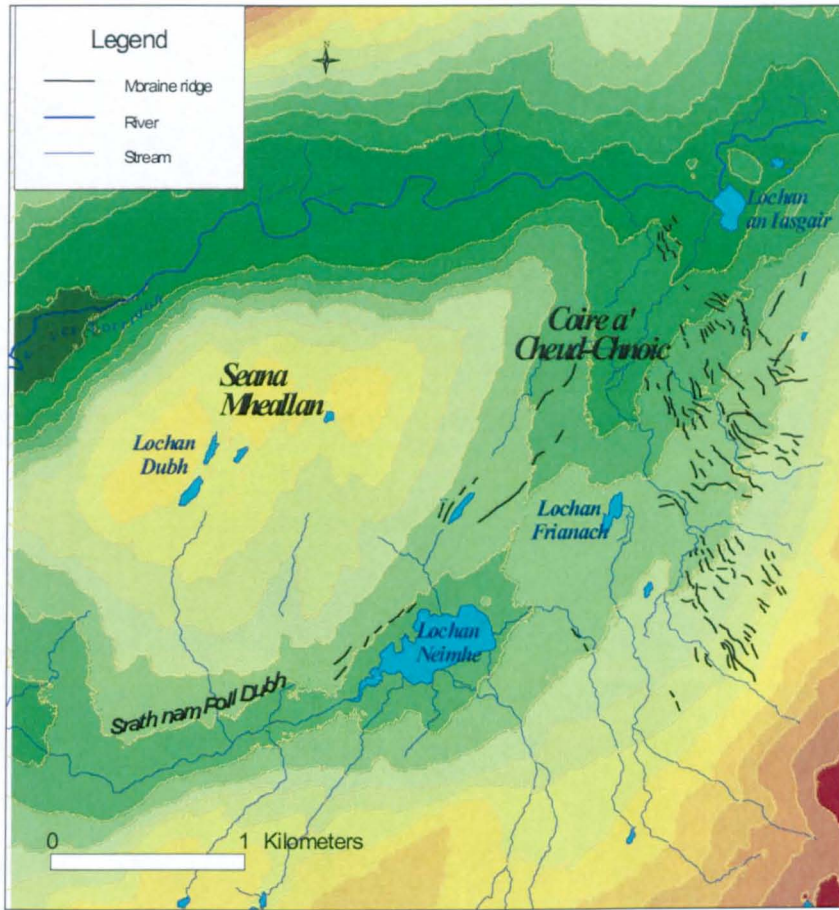 Legend
N
Moraine ridge
River
Stream
Lochan
an Iasgair
Coire a'
Cheud-Chnoic
Seana
Mheallan
Lochan
Dubh
Lochan
Frianach
Lochan
Neimhe
Srath nam Poll Dubh
0 1 Kilometers